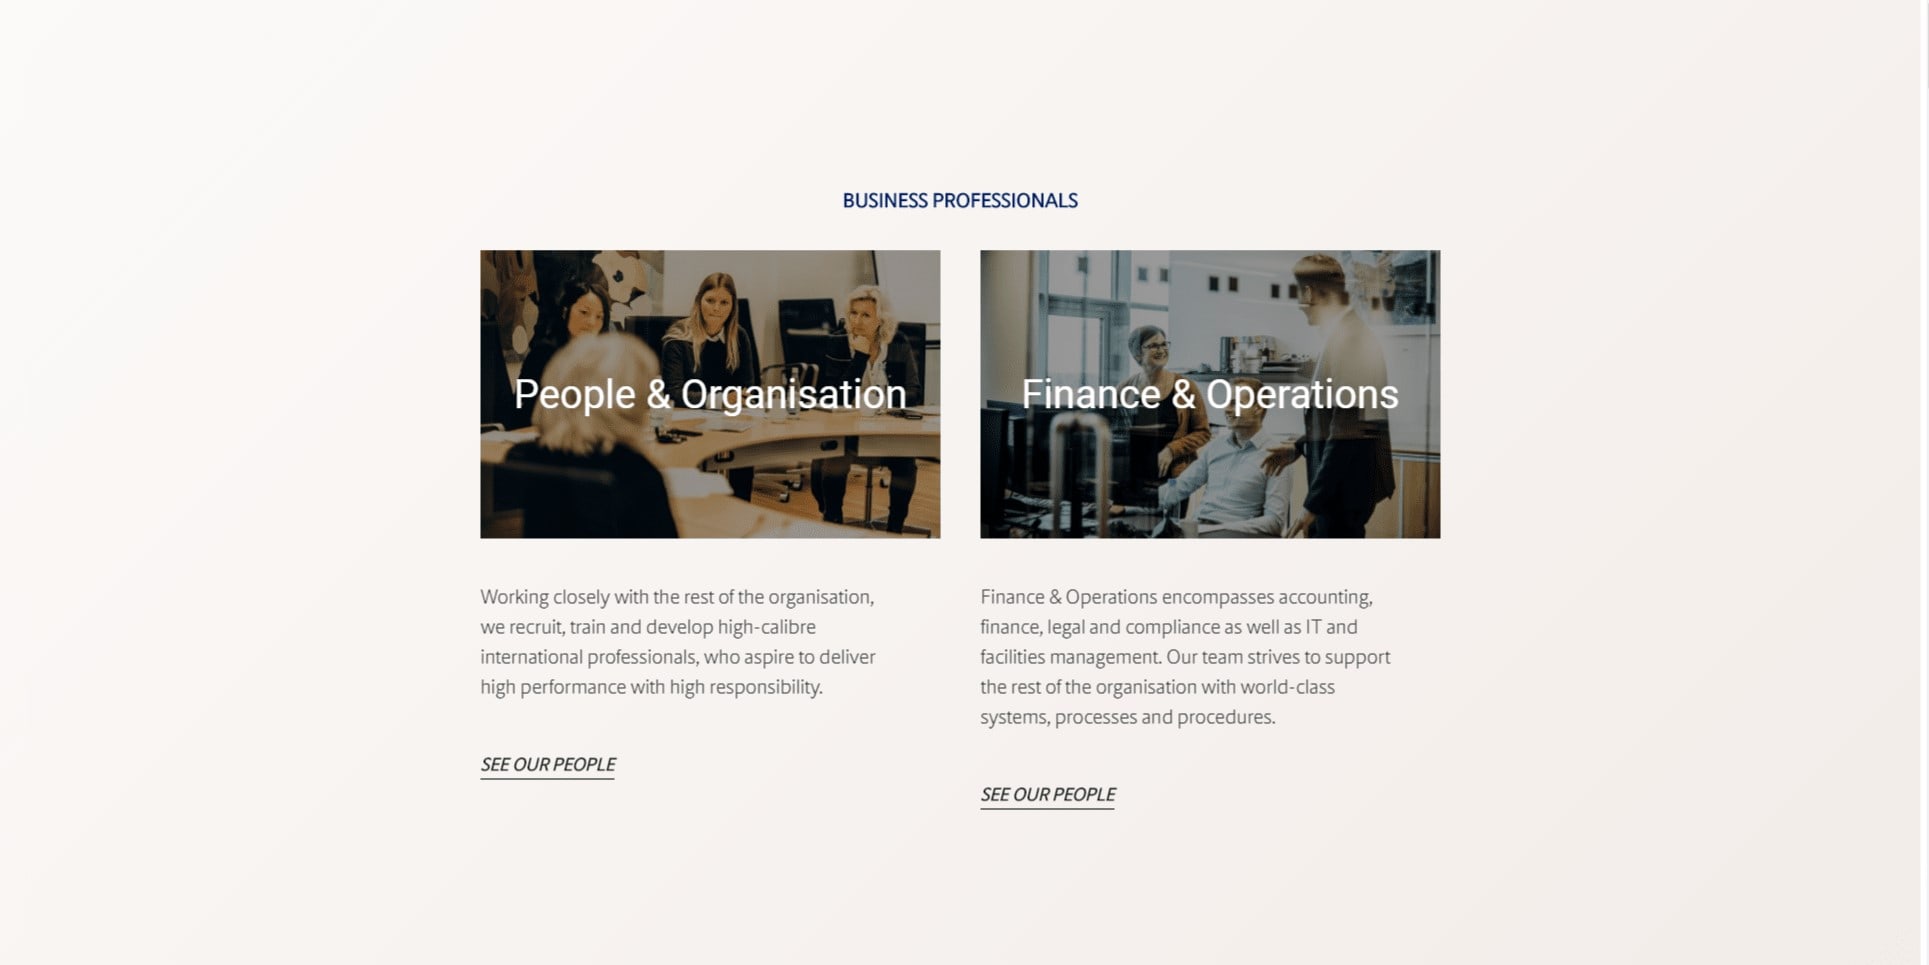 BUSINESS PROFESSIONALS
People & Organisation
Finance & Operations
Working closely with the rest of the organisation,
we recruit, train and develop high-calibre
international professionals, who aspire to deliver
high performance with high responsibility.
SEE OUR PEOPLE
Finance & Operations encompasses accounting,
finance, legal and compliance as well as IT and
facilities management. Our team strives to support
the rest of the organisation with world-class
systems, processes and procedures.
SEE OUR PEOPLE